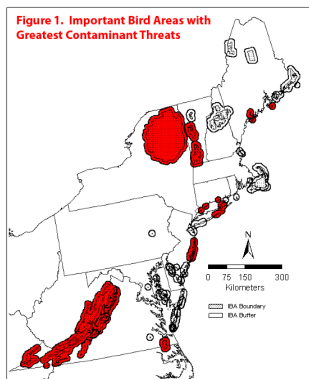 Figure 1. Important Bird Areas with
Greatest Contaminant Threats
N
0 75 150 300
Kilometers
IBA Boundary
IBA Buffer